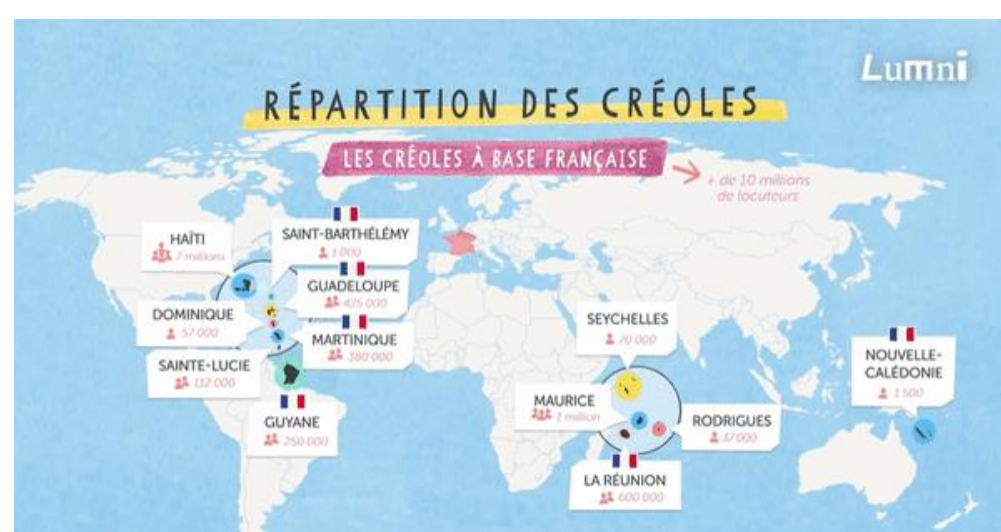 Lumni
RÉPARTITION DES CRÉOLES
LES CRÉOLES À BASE FRANÇAISE
+ de 10 millions
de locuteurs
HAÏTI
7 millions
SAINT-BARTHÉLÉMY
1 000
GUADELOUPE
425 000
DOMINIQUE
57 000
MARTINIQUE
380 000
SAINTE-LUCIE
112 000
GUYANE
250 000
SEYCHELLES
70 000
MAURICE
1 million
RODRIGUES
37 000
LA RÉUNION
600 000
NOUVELLE-
CALÉDONIE
1 500